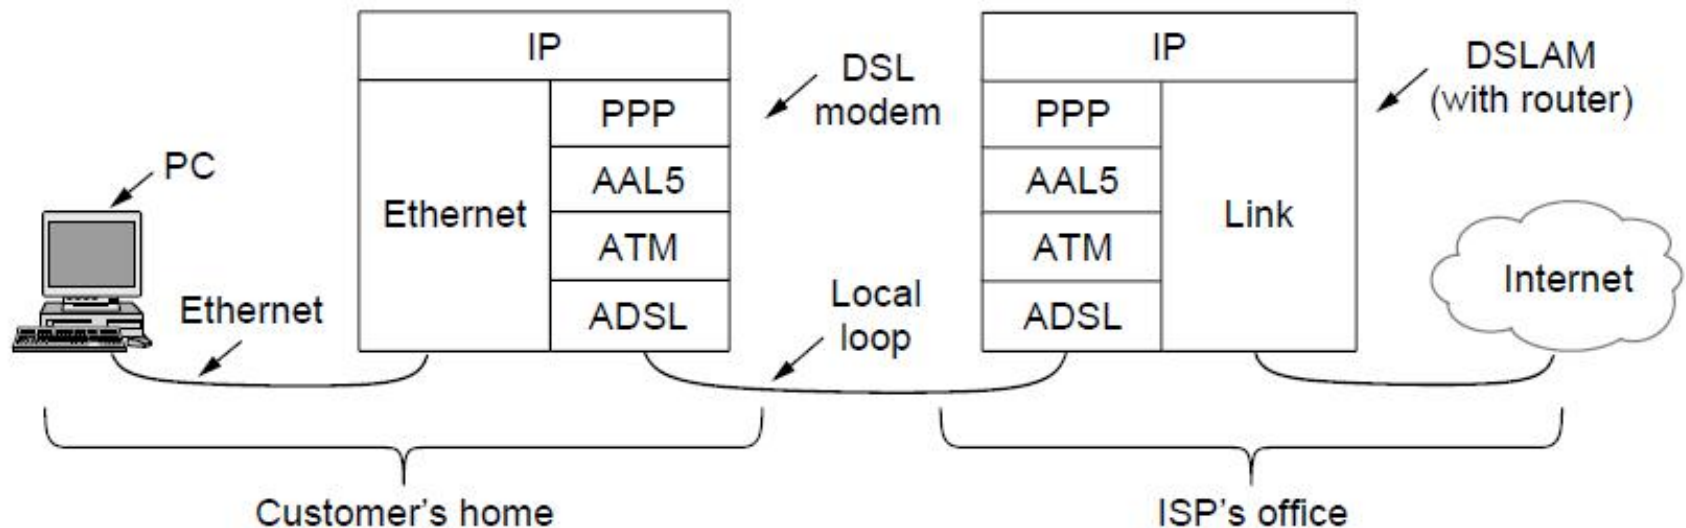 IP
DSL
modem
IP
DSLAM
(with router)
PPP
PPP
PC
AAL5
AAL5
Ethernet
Link
ATM
ATM
Internet
Ethernet
ADSL
Local
loop
ADSL
Customer's home
ISP's office